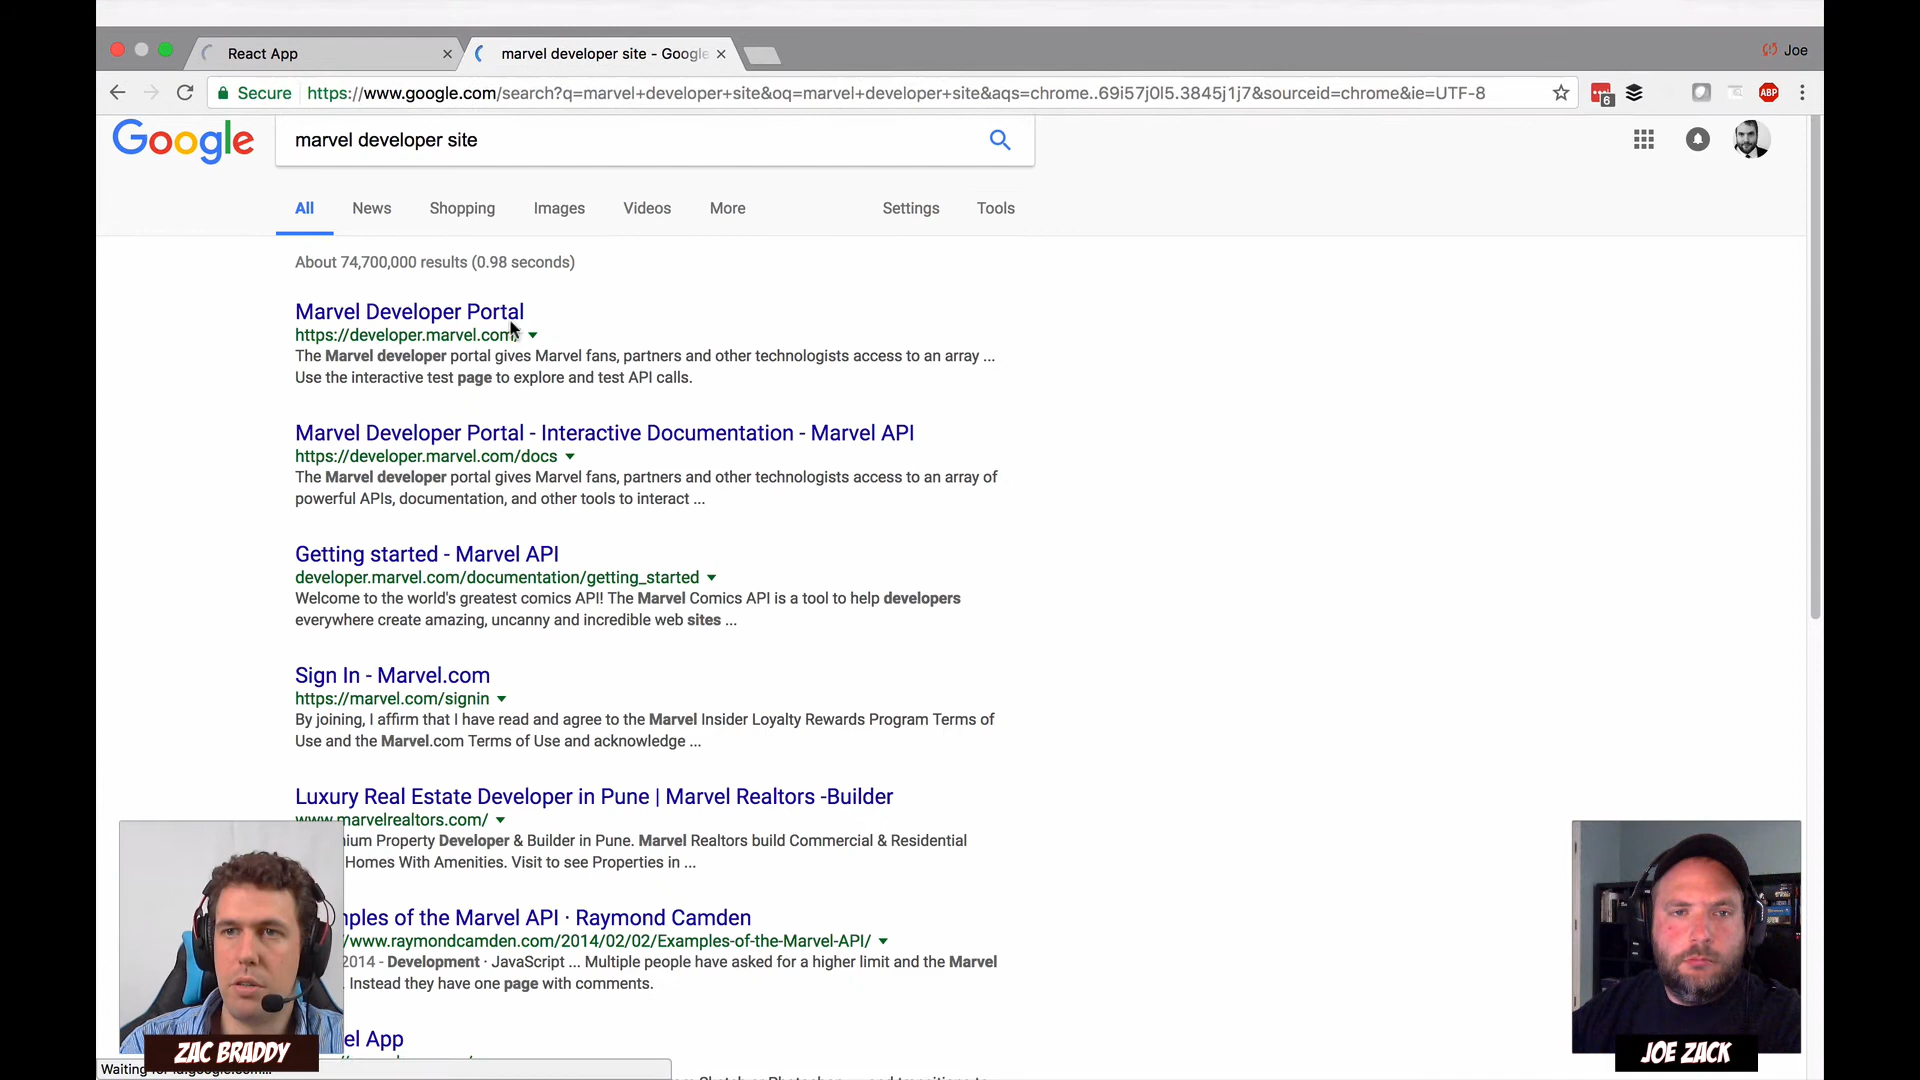 React App
marvel developer site - Google
Joe
Secure https://www.google.com/search?q=marvel+developer+site&oq=marvel+developer+site&aqs=chrome..69i57j0l5.3845j1j7&sourceid=chrome&ie=UTF-8
6
ABP
Google
marvel developer site
All News Shopping Images Videos More Settings Tools
About 74,700,000 results (0.98 seconds)
Marvel Developer Portal
https://developer.marvel.com/
The Marvel developer portal gives Marvel fans, partners and other technologists access to an array ...
Use the interactive test page to explore and test API calls.
Marvel Developer Portal - Interactive Documentation - Marvel API
https://developer.marvel.com/docs
The Marvel developer portal gives Marvel fans, partners and other technologists access to an array of
powerful APIs, documentation, and other tools to interact ...
Getting started - Marvel API
developer.marvel.com/documentation/getting_started
Welcome to the world's greatest comics API! The Marvel Comics API is a tool to help developers
everywhere create amazing, uncanny and incredible web sites ...
Sign In - Marvel.com
https://marvel.com/signin
By joining, I affirm that I have read and agree to the Marvel Insider Loyalty Rewards Program Terms of
Use and the Marvel.com Terms of Use and acknowledge ...
Luxury Real Estate Developer in Pune | Marvel Realtors -Builder
www.marvelrealtors.com/
nium Property Developer & Builder in Pune. Marvel Realtors build Commercial & Residential
Homes With Amenities. Visit to see Properties in ...
nples of the Marvel API · Raymond Camden
/www.raymondcamden.com/2014/02/02/Examples-of-the-Marvel-API/
2014 - Development · JavaScript ... Multiple people have asked for a higher limit and the Marvel
. Instead they have one page with comments.
el App
ZAC BRADDY
JOE ZACK
Waiting